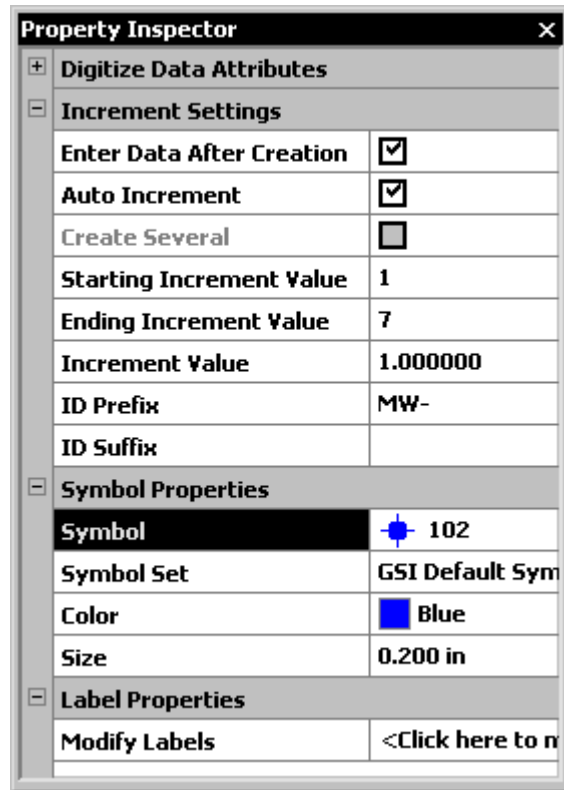 Property Inspector
Digitize Data Attributes
Increment Settings
Enter Data After Creation
Auto Increment
Create Several
Starting Increment Value 1
Ending Increment Value 7
Increment Value 1.000000
ID Prefix MW-
ID Suffix
Symbol Properties
Symbol 102
Symbol Set GSI Default Sym
Color Blue
Size 0.200 in
Label Properties
Modify Labels <Click here to m